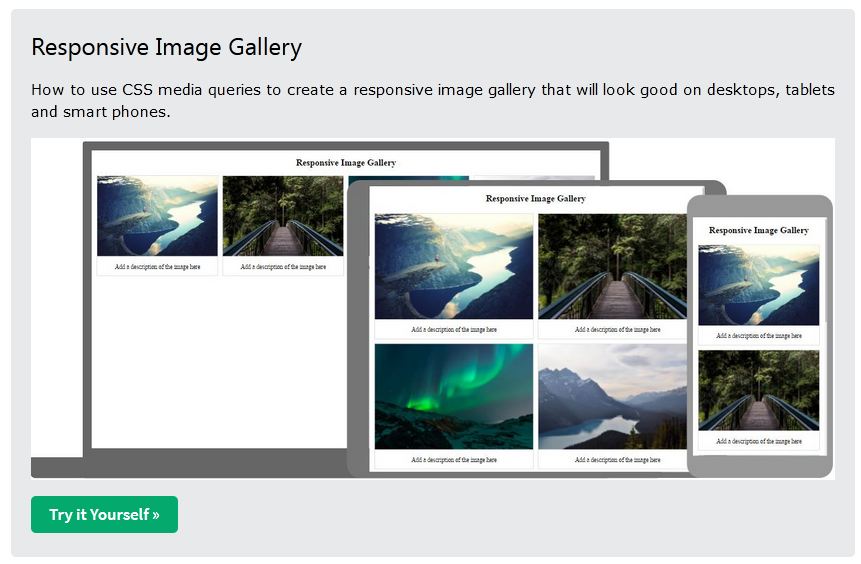 Responsive Image Gallery
How to use CSS media queries to create a responsive image gallery that will look good on desktops, tablets
and smart phones.
Responsive Image Gallery
Add a description of the image here
Add a description of the image here
Responsive Image Gallery
Add a description of the image here
Add a description of the image here
Add a description of the image here
Add a description of the image here
Responsive Image Gallery
Add a description of the image here
Add a description of the image here
Try it Yourself »